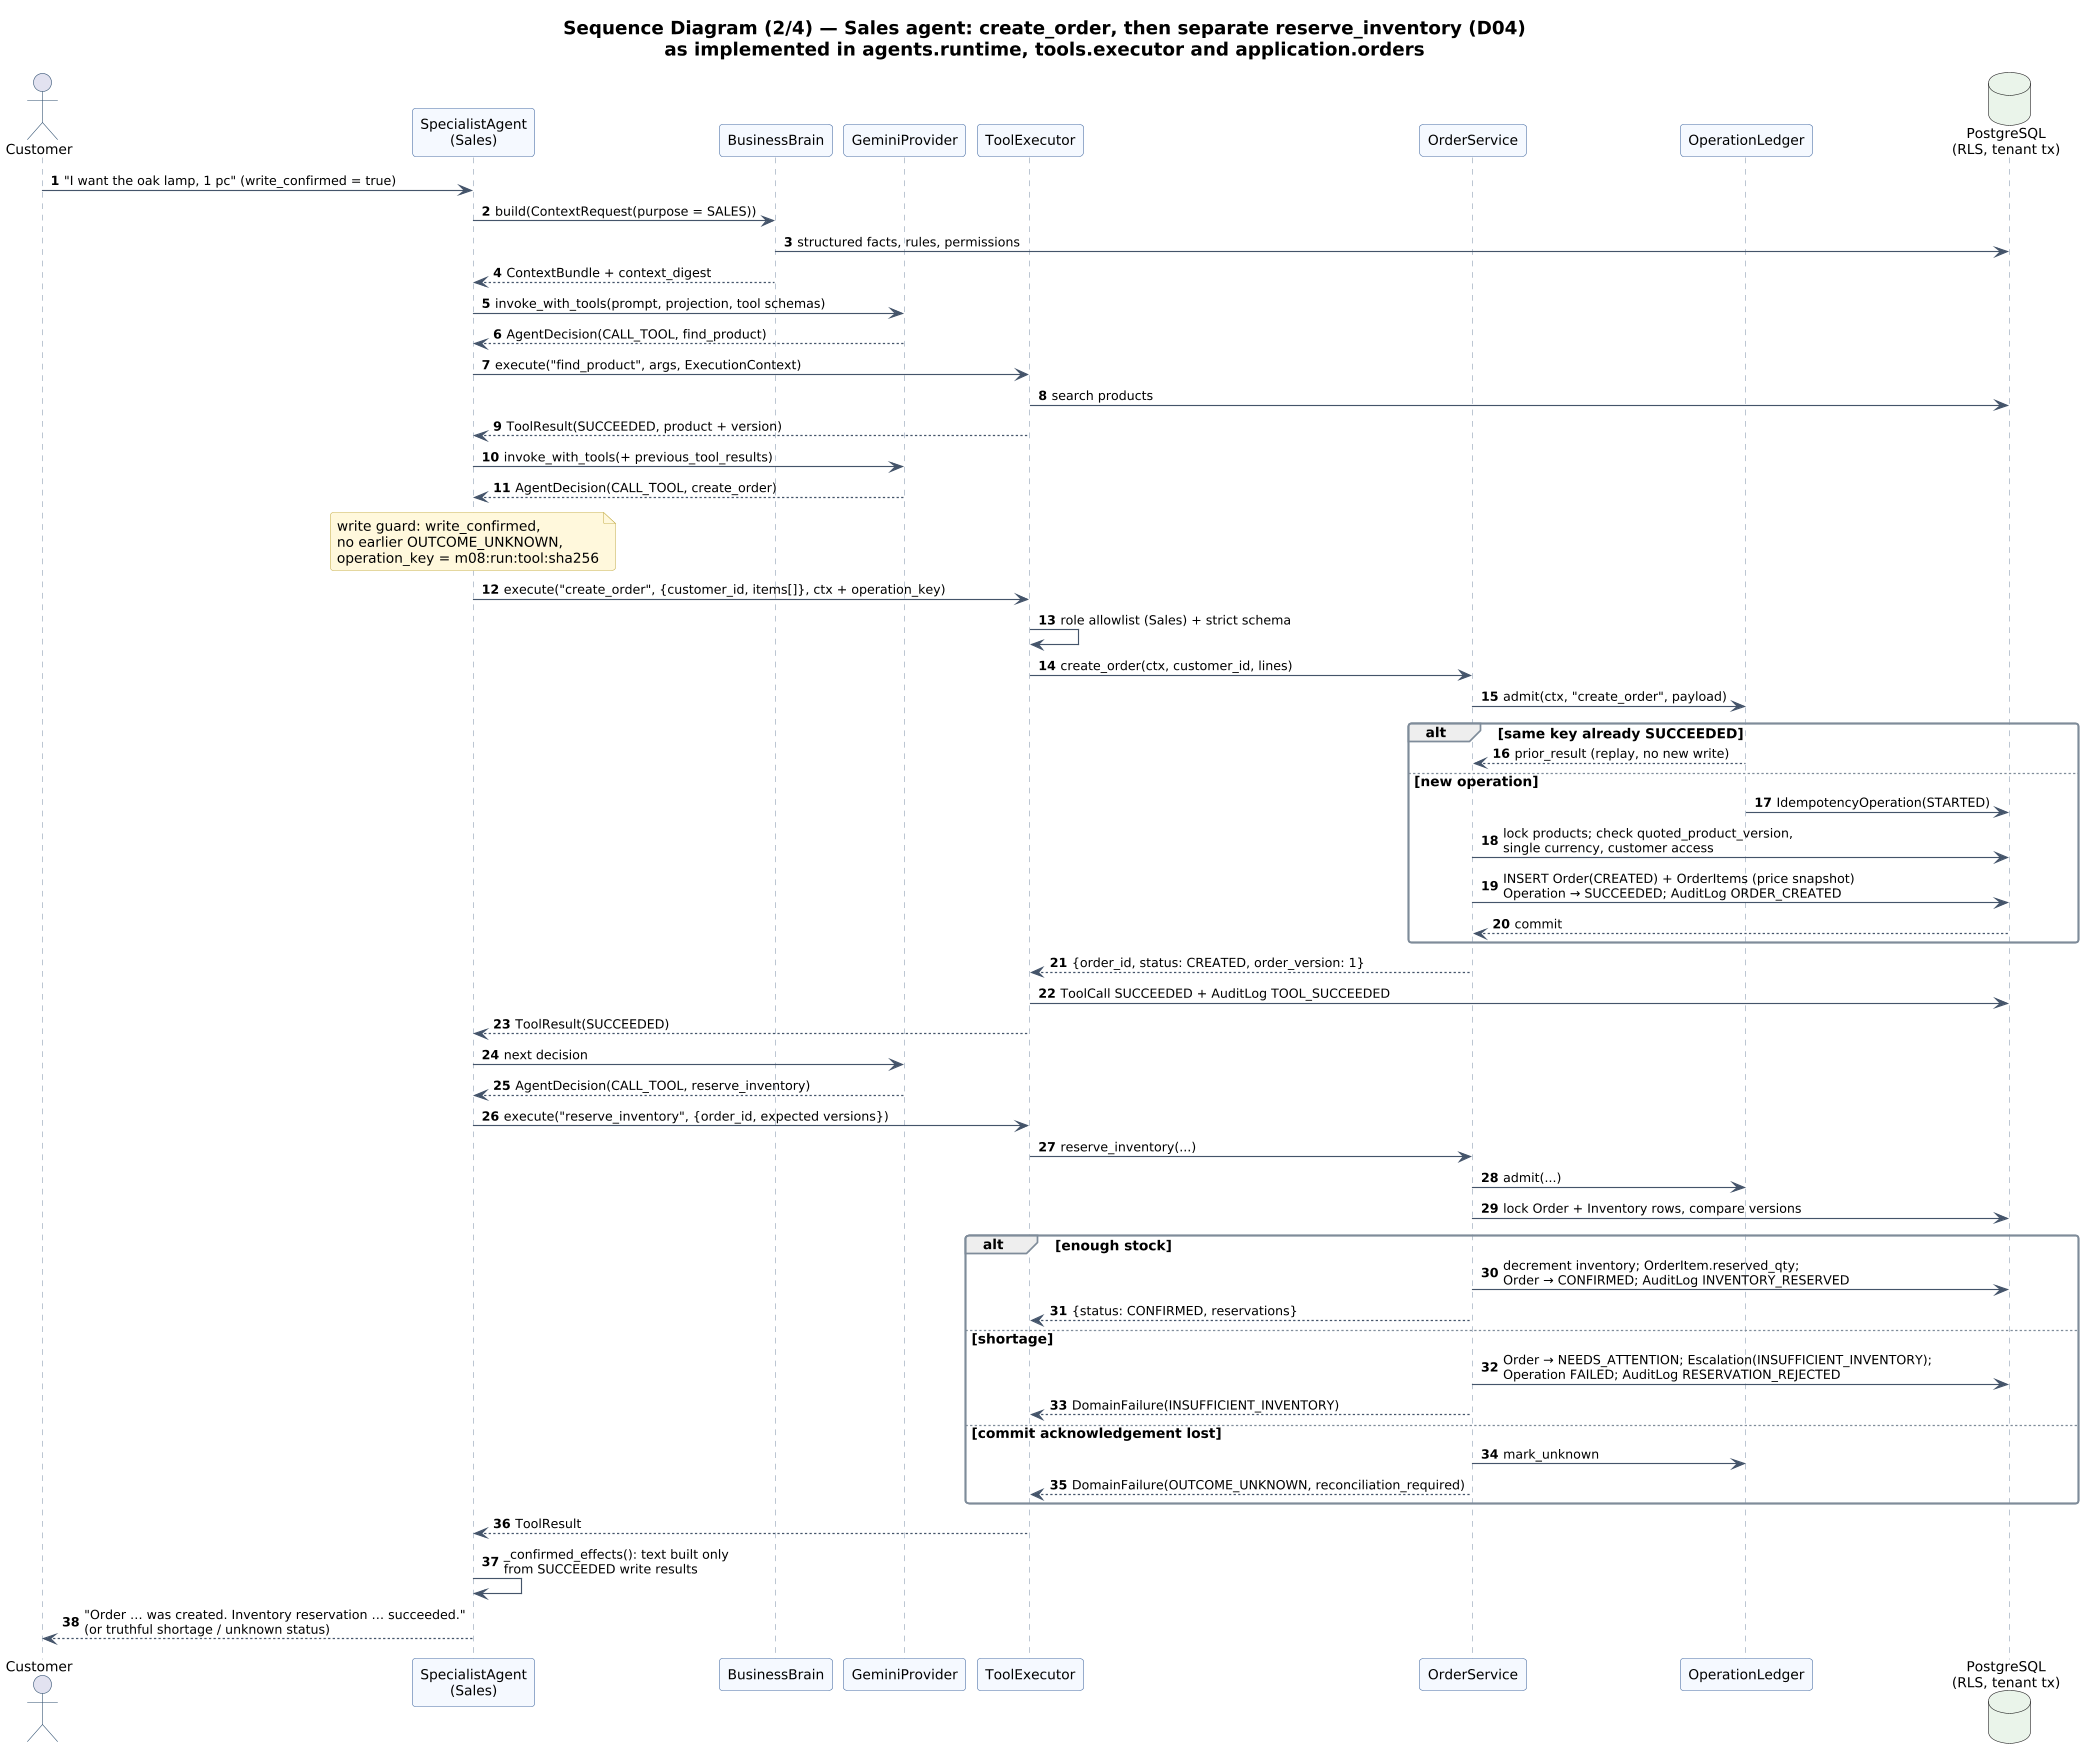 Sequence Diagram (2/4) — Sales agent: create_order, then separate reserve_inventory (D04)
as implemented in agents.runtime, tools.executor and application.orders
Customer
SpecialistAgent
(Sales)
BusinessBrain
GeminiProvider
ToolExecutor
OrderService
OperationLedger
PostgreSQL
(RLS, tenant tx)
1 "I want the oak lamp, 1 pc" (write_confirmed = true)
2 build(ContextRequest(purpose = SALES))
3 structured facts, rules, permissions
4 ContextBundle + context_digest
5 invoke_with_tools(prompt, projection, tool schemas)
6 AgentDecision(CALL_TOOL, find_product)
7 execute("find_product", args, ExecutionContext)
8 search products
9 ToolResult(SUCCEEDED, product + version)
10 invoke_with_tools(+ previous_tool_results)
11 AgentDecision(CALL_TOOL, create_order)
write guard: write_confirmed,
no earlier OUTCOME_UNKNOWN,
operation_key = m08:run:tool:sha256
12 execute("create_order", {customer_id, items[]}, ctx + operation_key)
13 role allowlist (Sales) + strict schema
14 create_order(ctx, customer_id, lines)
15 admit(ctx, "create_order", payload)
alt [same key already SUCCEEDED]
16 prior_result (replay, no new write)
[new operation]
17 IdempotencyOperation(STARTED)
18 lock products; check quoted_product_version,
single currency, customer access
19 INSERT Order(CREATED) + OrderItems (price snapshot)
Operation → SUCCEEDED; AuditLog ORDER_CREATED
20 commit
21 {order_id, status: CREATED, order_version: 1}
22 ToolCall SUCCEEDED + AuditLog TOOL_SUCCEEDED
23 ToolResult(SUCCEEDED)
24 next decision
25 AgentDecision(CALL_TOOL, reserve_inventory)
26 execute("reserve_inventory", {order_id, expected versions})
27 reserve_inventory(...)
28 admit(...)
29 lock Order + Inventory rows, compare versions
alt [enough stock]
30 decrement inventory; OrderItem.reserved_qty;
Order → CONFIRMED; AuditLog INVENTORY_RESERVED
31 {status: CONFIRMED, reservations}
[shortage]
32 Order → NEEDS_ATTENTION; Escalation(INSUFFICIENT_INVENTORY);
Operation FAILED; AuditLog RESERVATION_REJECTED
33 DomainFailure(INSUFFICIENT_INVENTORY)
[commit acknowledgement lost]
34 mark_unknown
35 DomainFailure(OUTCOME_UNKNOWN, reconciliation_required)
36 ToolResult
37 _confirmed_effects(): text built only
from SUCCEEDED write results
38 "Order ... was created. Inventory reservation ... succeeded."
(or truthful shortage / unknown status)
Customer
SpecialistAgent
(Sales)
BusinessBrain
GeminiProvider
ToolExecutor
OrderService
OperationLedger
PostgreSQL
(RLS, tenant tx)